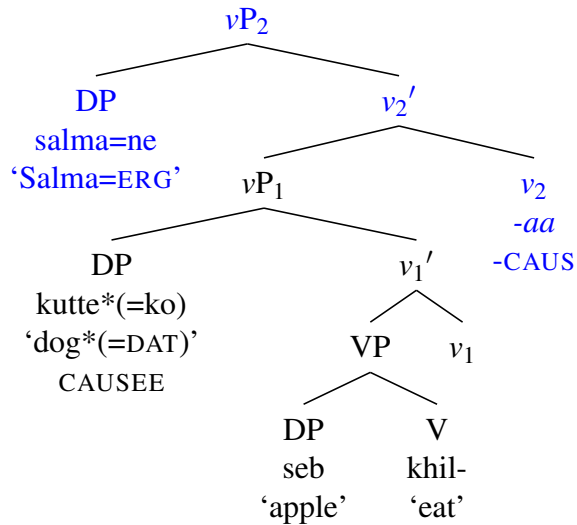 vP₂
DP v₂′
salma=ne
‘Salma=ERG’ vP₁ v₂
-aa
-CAUS
DP v₁′
kutte*(=ko)
‘dog*(=DAT)’ VP v₁
CAUSEE
DP V
seb khil-
‘apple’ ‘eat’